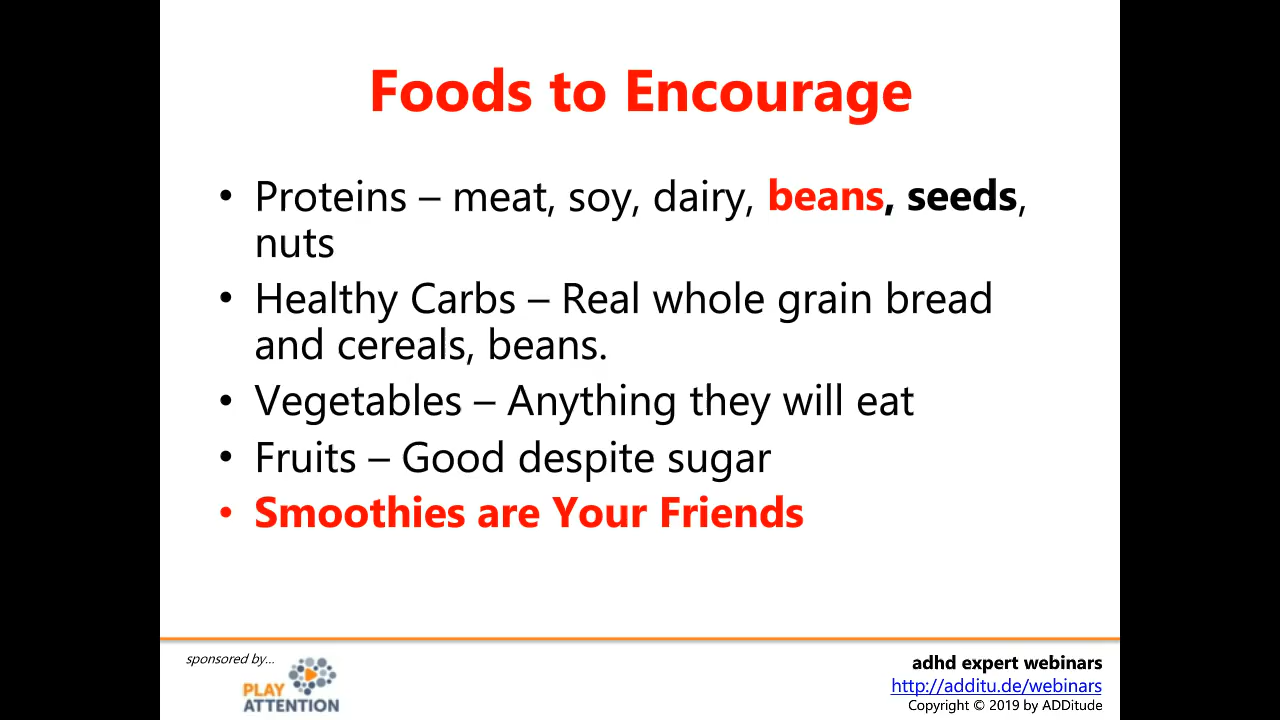 Foods to Encourage
• Proteins – meat, soy, dairy, beans, seeds,
nuts
• Healthy Carbs – Real whole grain bread
and cereals, beans.
• Vegetables – Anything they will eat
• Fruits – Good despite sugar
• Smoothies are Your Friends
sponsored by...
PLAY
ATTENTION
adhd expert webinars
http://additu.de/webinars
Copyright © 2019 by ADDitude